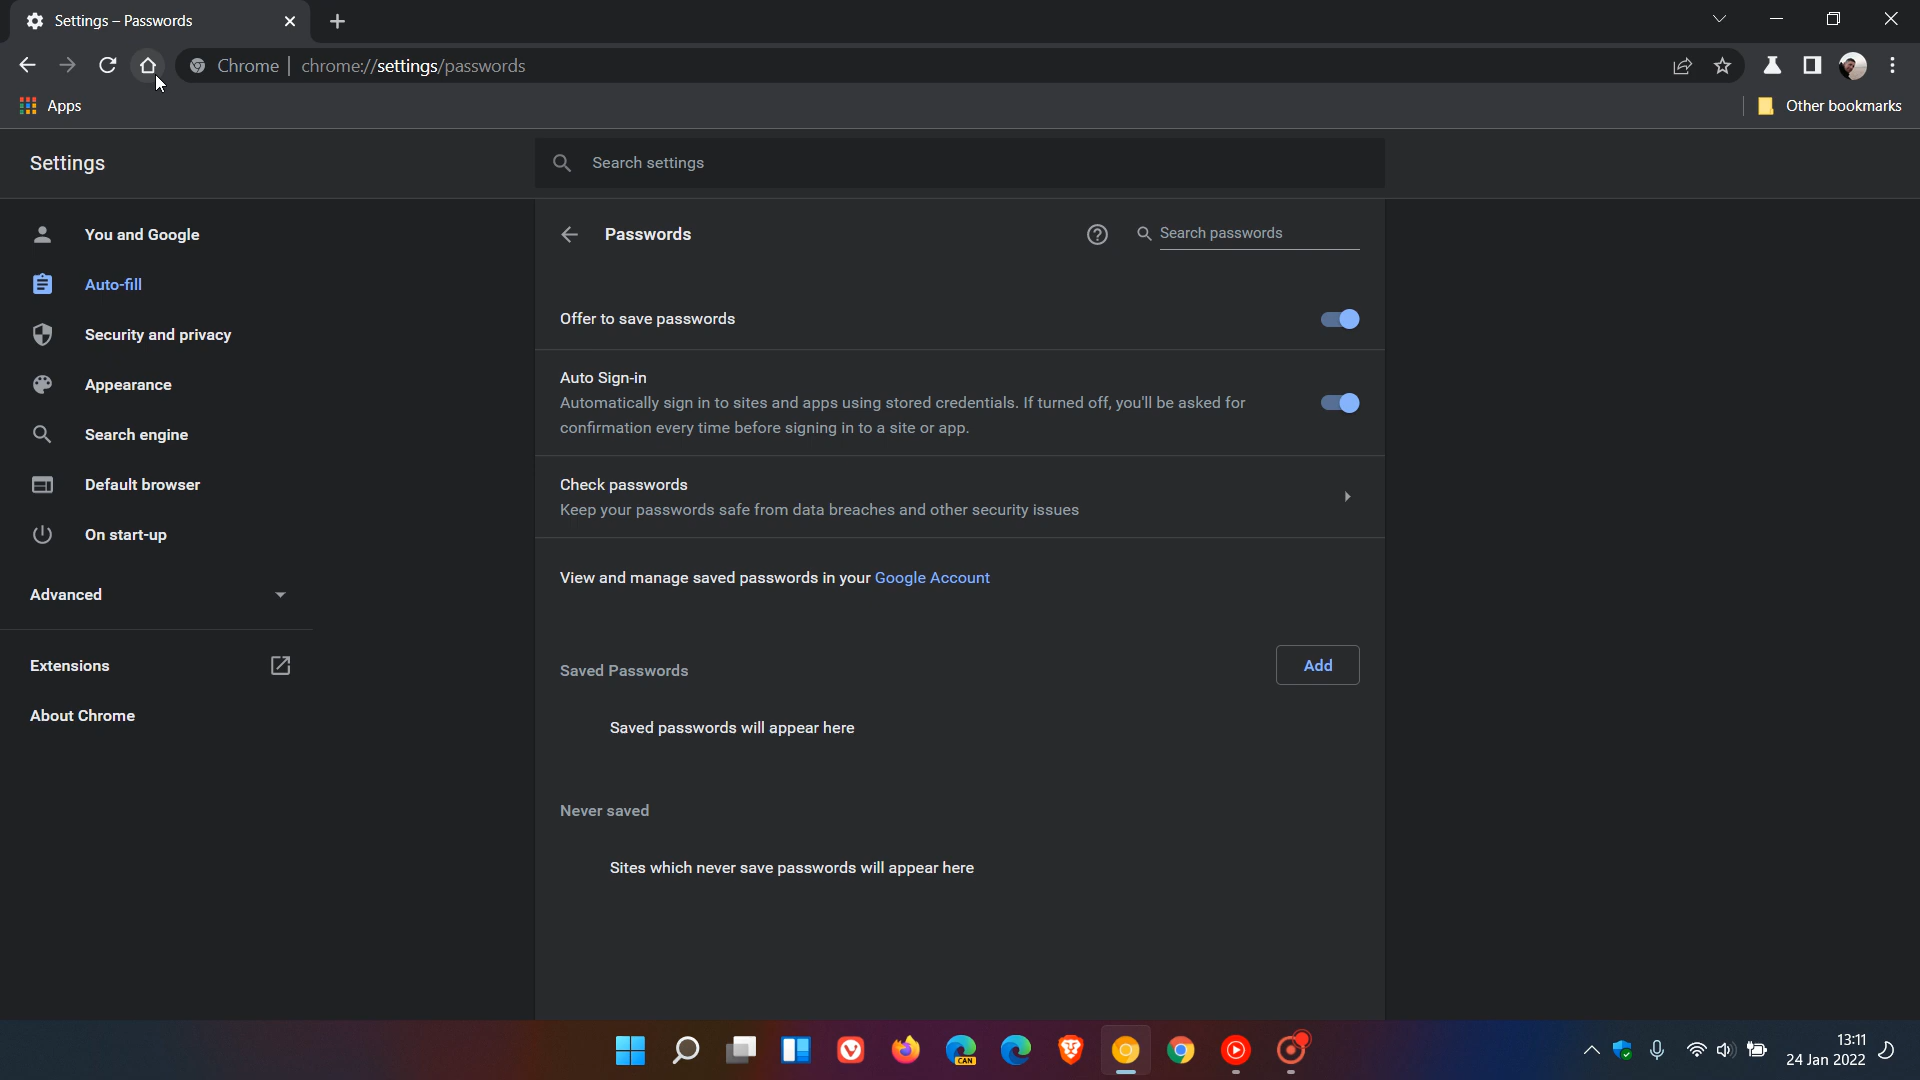 Settings – Passwords
Chrome | chrome://settings/passwords
Apps
Other bookmarks
Settings
Search settings
You and Google
Auto-fill
Security and privacy
Appearance
Search engine
Default browser
On start-up
Advanced
Extensions
About Chrome
Passwords
Search passwords
Offer to save passwords
Auto Sign-in
Automatically sign in to sites and apps using stored credentials. If turned off, you'll be asked for
confirmation every time before signing in to a site or app.
Check passwords
Keep your passwords safe from data breaches and other security issues
View and manage saved passwords in your Google Account
Saved Passwords
Add
Saved passwords will appear here
Never saved
Sites which never save passwords will appear here
CAN
13:11
24 Jan 2022